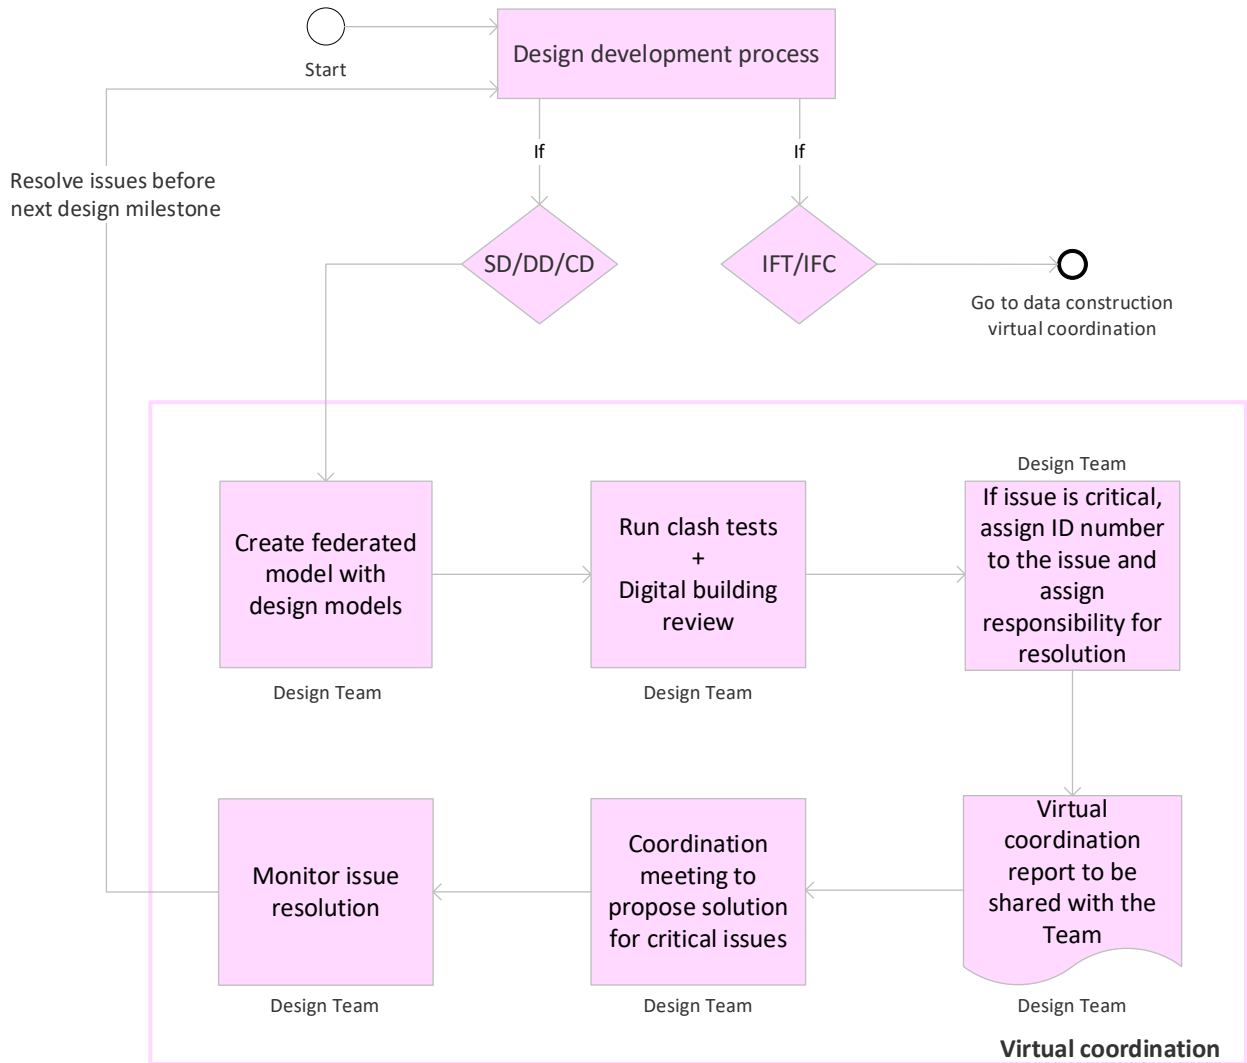 Design development process
Start
If
If
Resolve issues before
next design milestone
SD/DD/CD
IFT/IFC
Go to data construction
virtual coordination
Create federated
model with
design models
Design Team
Run clash tests
+
Digital building
review
Design Team
Design Team
If issue is critical,
assign ID number
to the issue and
assign
responsibility for
resolution
Monitor issue
resolution
Design Team
Coordination
meeting to
propose solution
for critical issues
Design Team
Virtual
coordination
report to be
shared with the
Team
Design Team
Virtual coordination